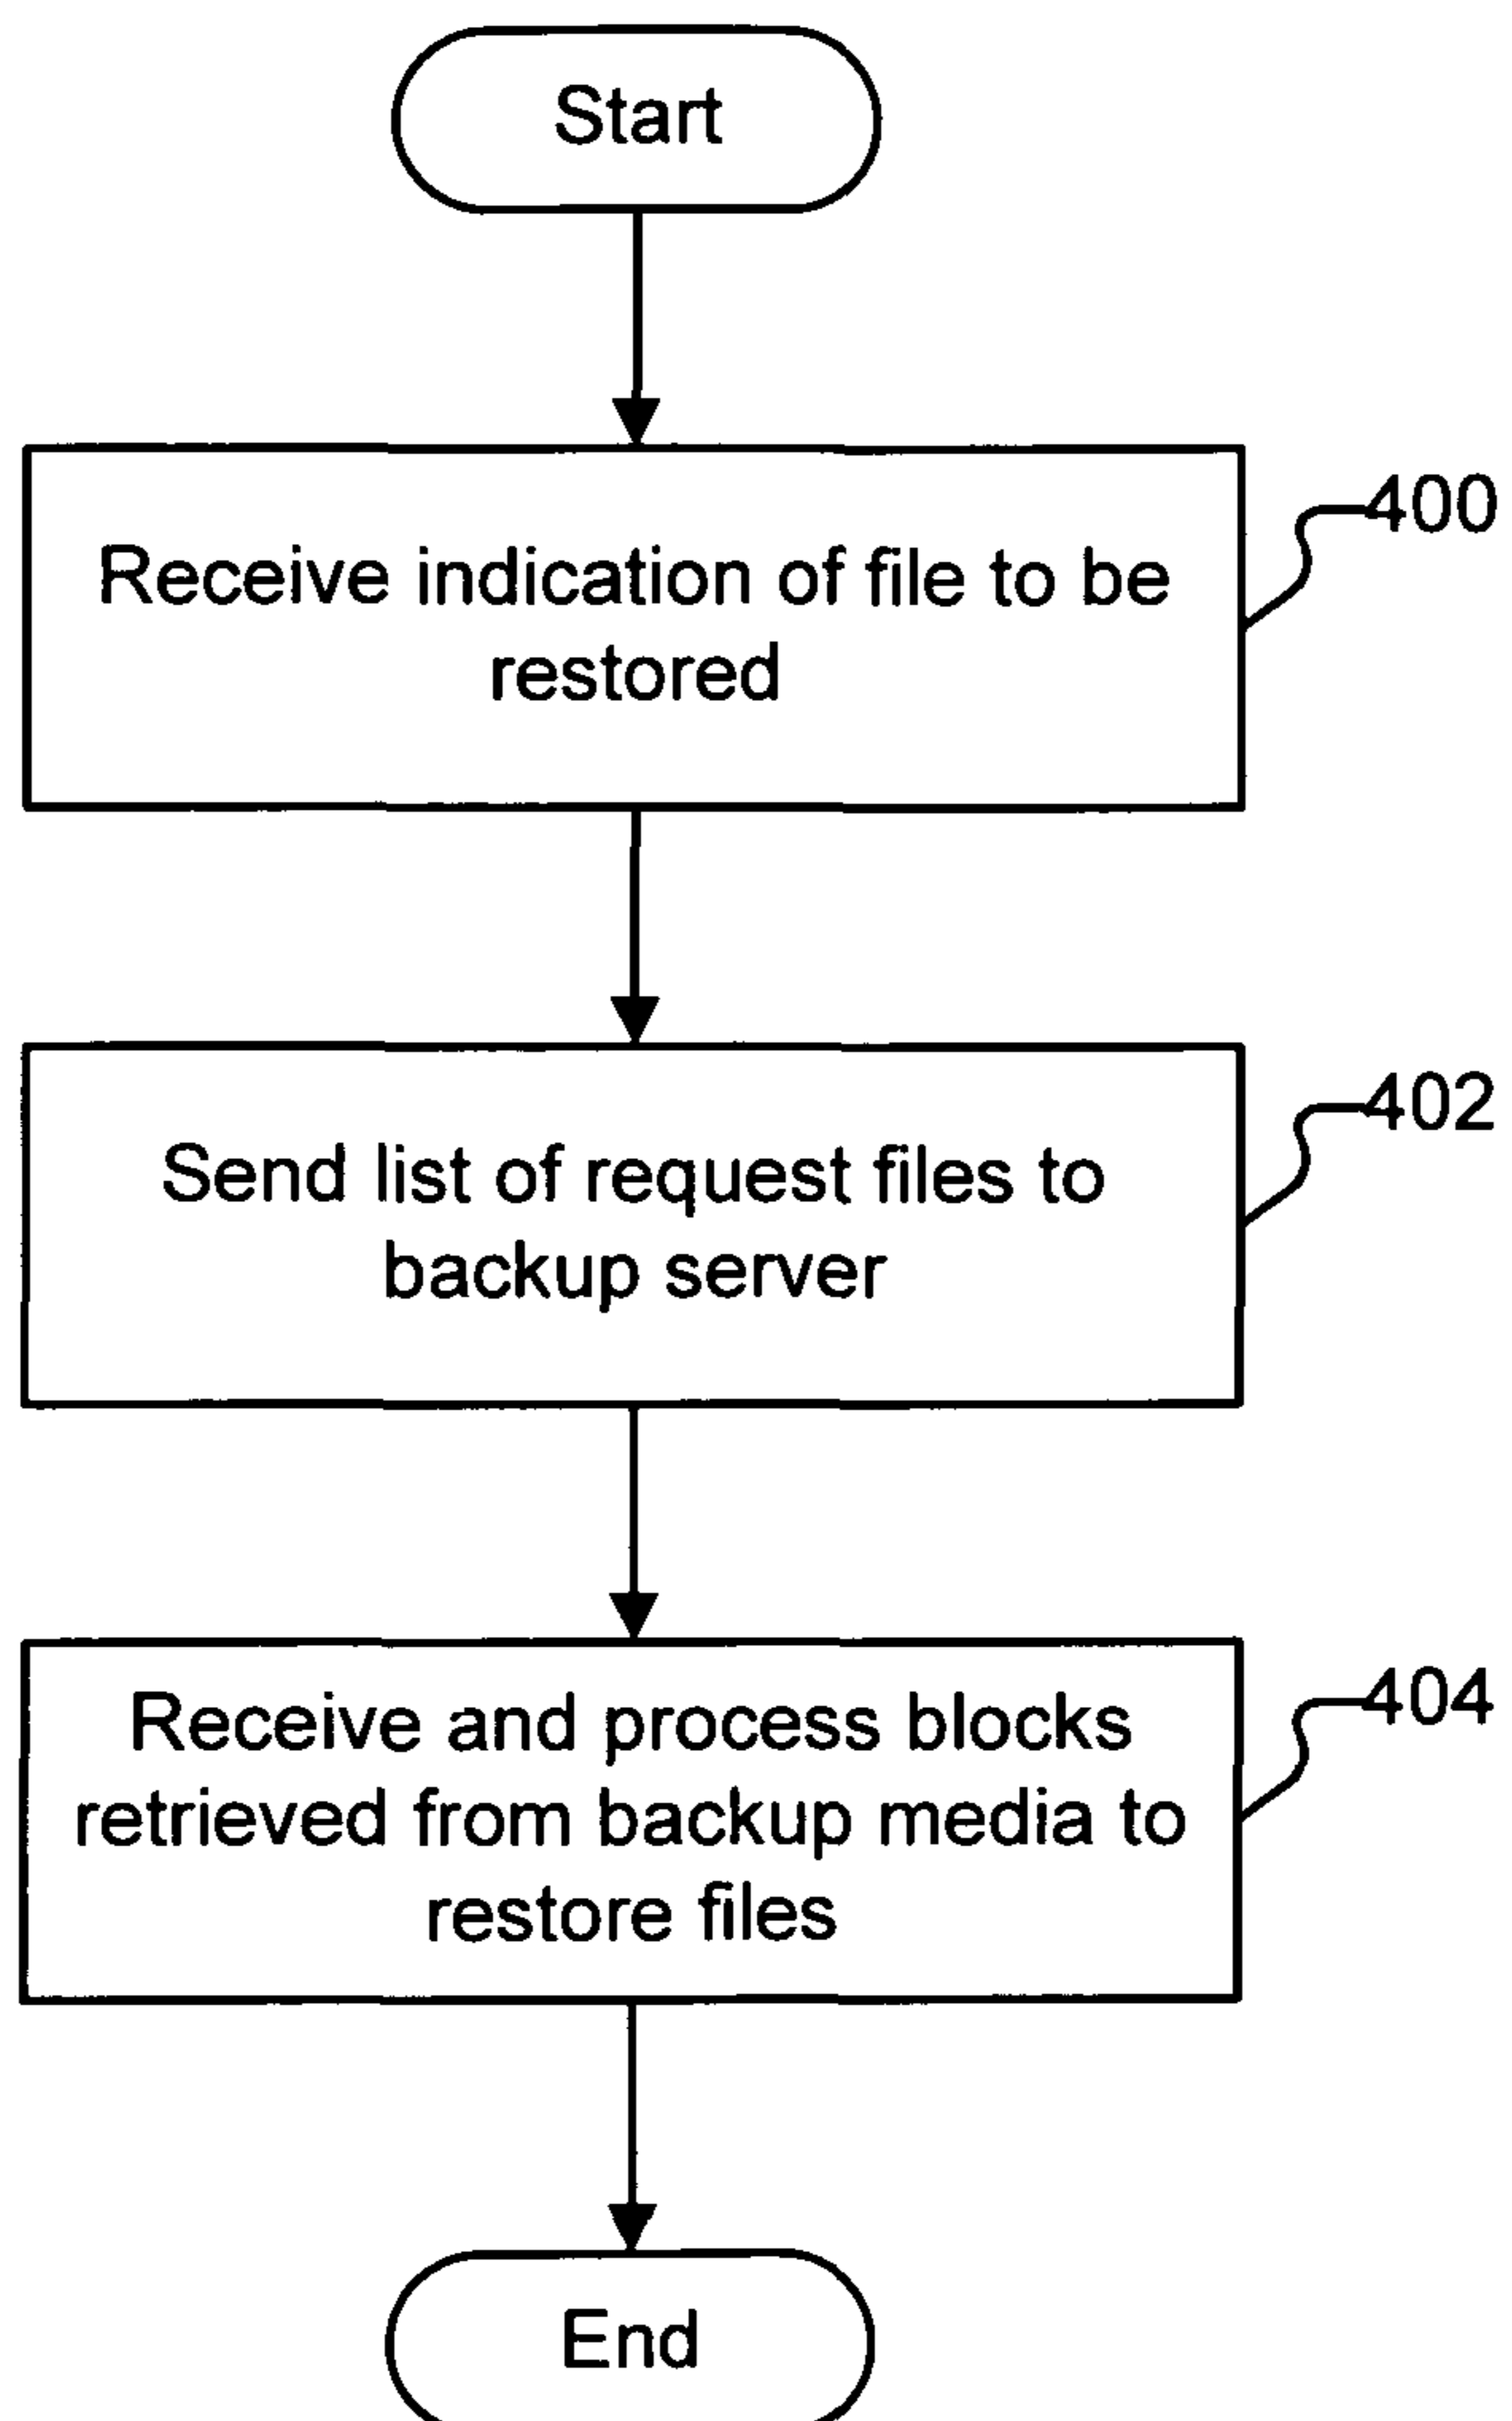 Start
400
Receive indication of file to be
restored
402
Send list of request files to
backup server
404
Receive and process blocks
retrieved from backup media to
restore files
End